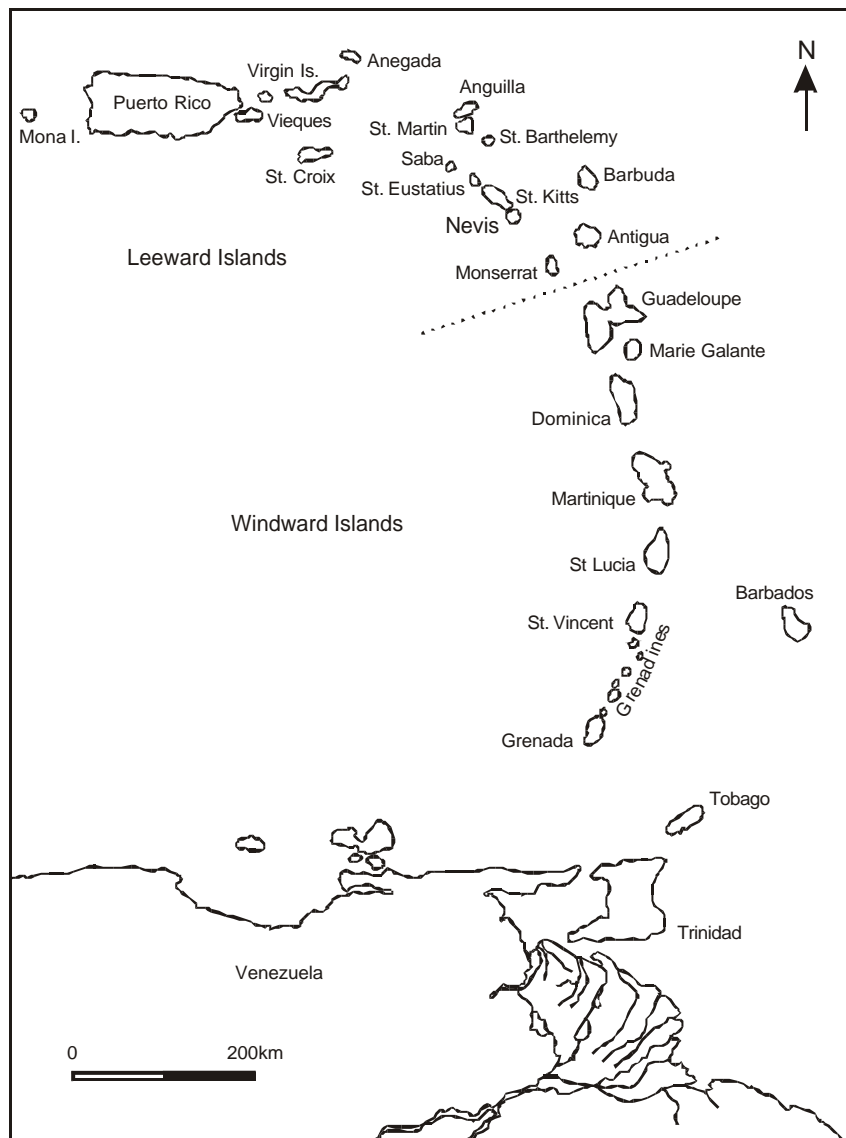 N
Anegada
Virgin Is.
Anguilla
Puerto Rico
Vieques
St. Martin
Mona I.
St. Barthelemy
Saba
St. Croix
Barbuda
St. Eustatius
St. Kitts
Nevis
Antigua
Leeward Islands
Monserrat
Guadeloupe
Marie Galante
Dominica
Martinique
Windward Islands
St Lucia
Barbados
St. Vincent
Grenadines
Grenada
Tobago
Trinidad
Venezuela
0 200km